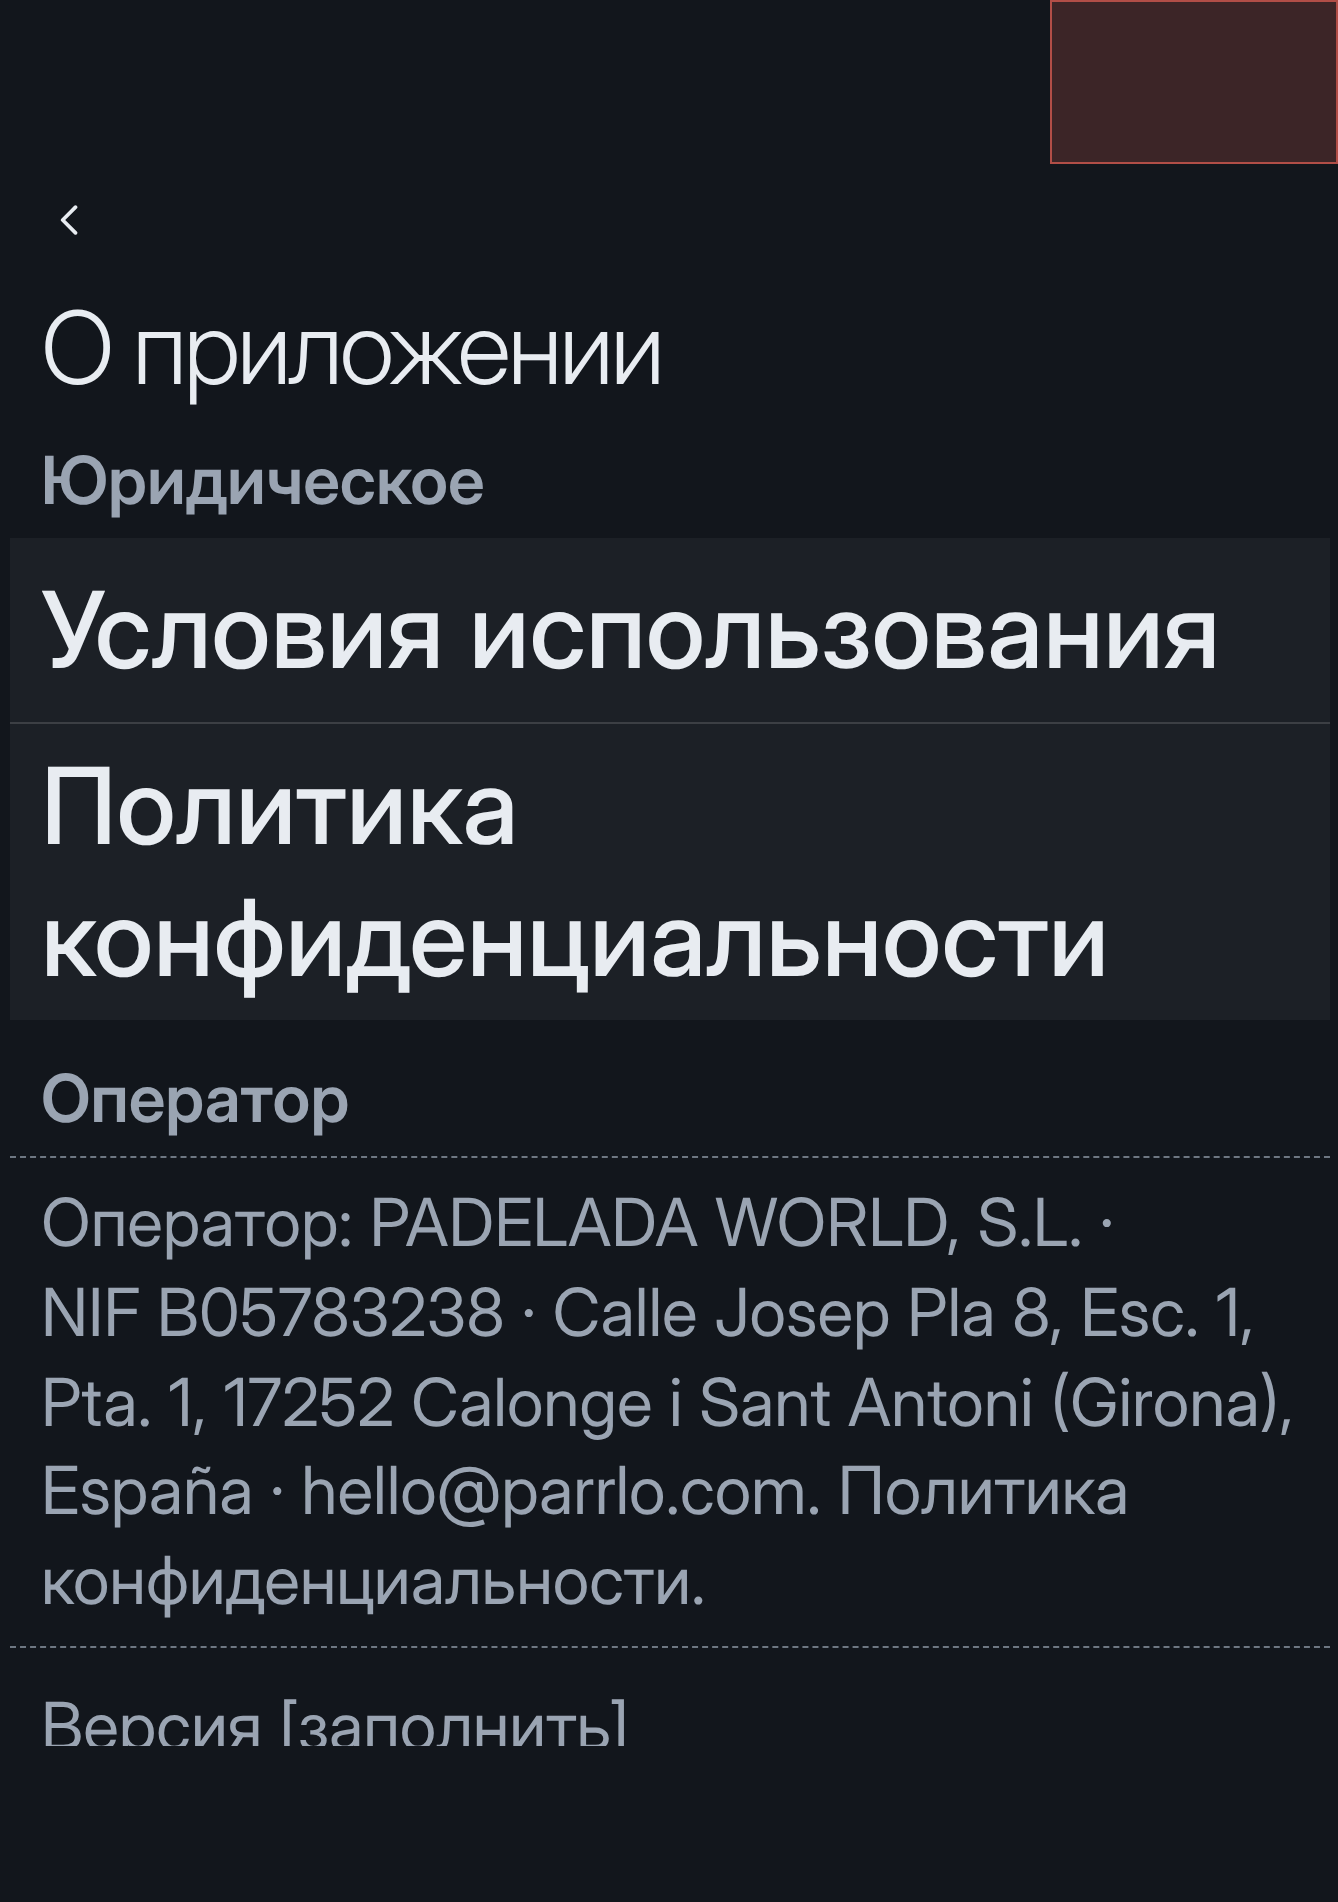 О приложении
Юридическое
Условия использования
Политика
конфиденциальности
Оператор
Оператор: PADELADA WORLD, S.L. ·
NIF B05783238 · Calle Josep Pla 8, Esc. 1,
Pta. 1, 17252 Calonge i Sant Antoni (Girona),
España · hello@parrlo.com. Политика
конфиденциальности.
Версия [заполнить]